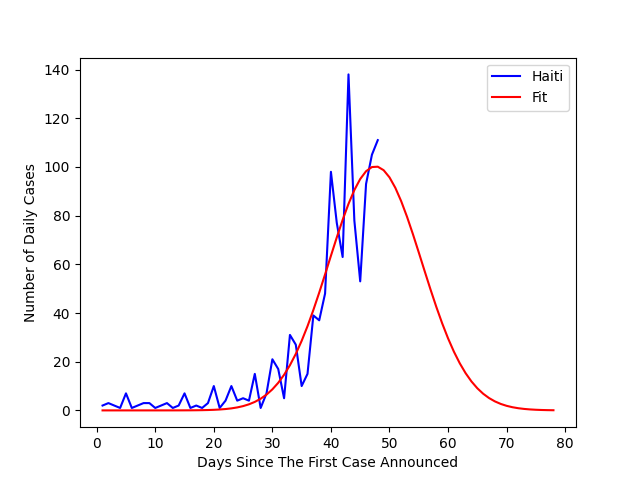 Haiti
Fit
Number of Daily Cases
140
120
100
80
60
40
20
0
0 10 20 30 40 50 60 70 80
Days Since The First Case Announced